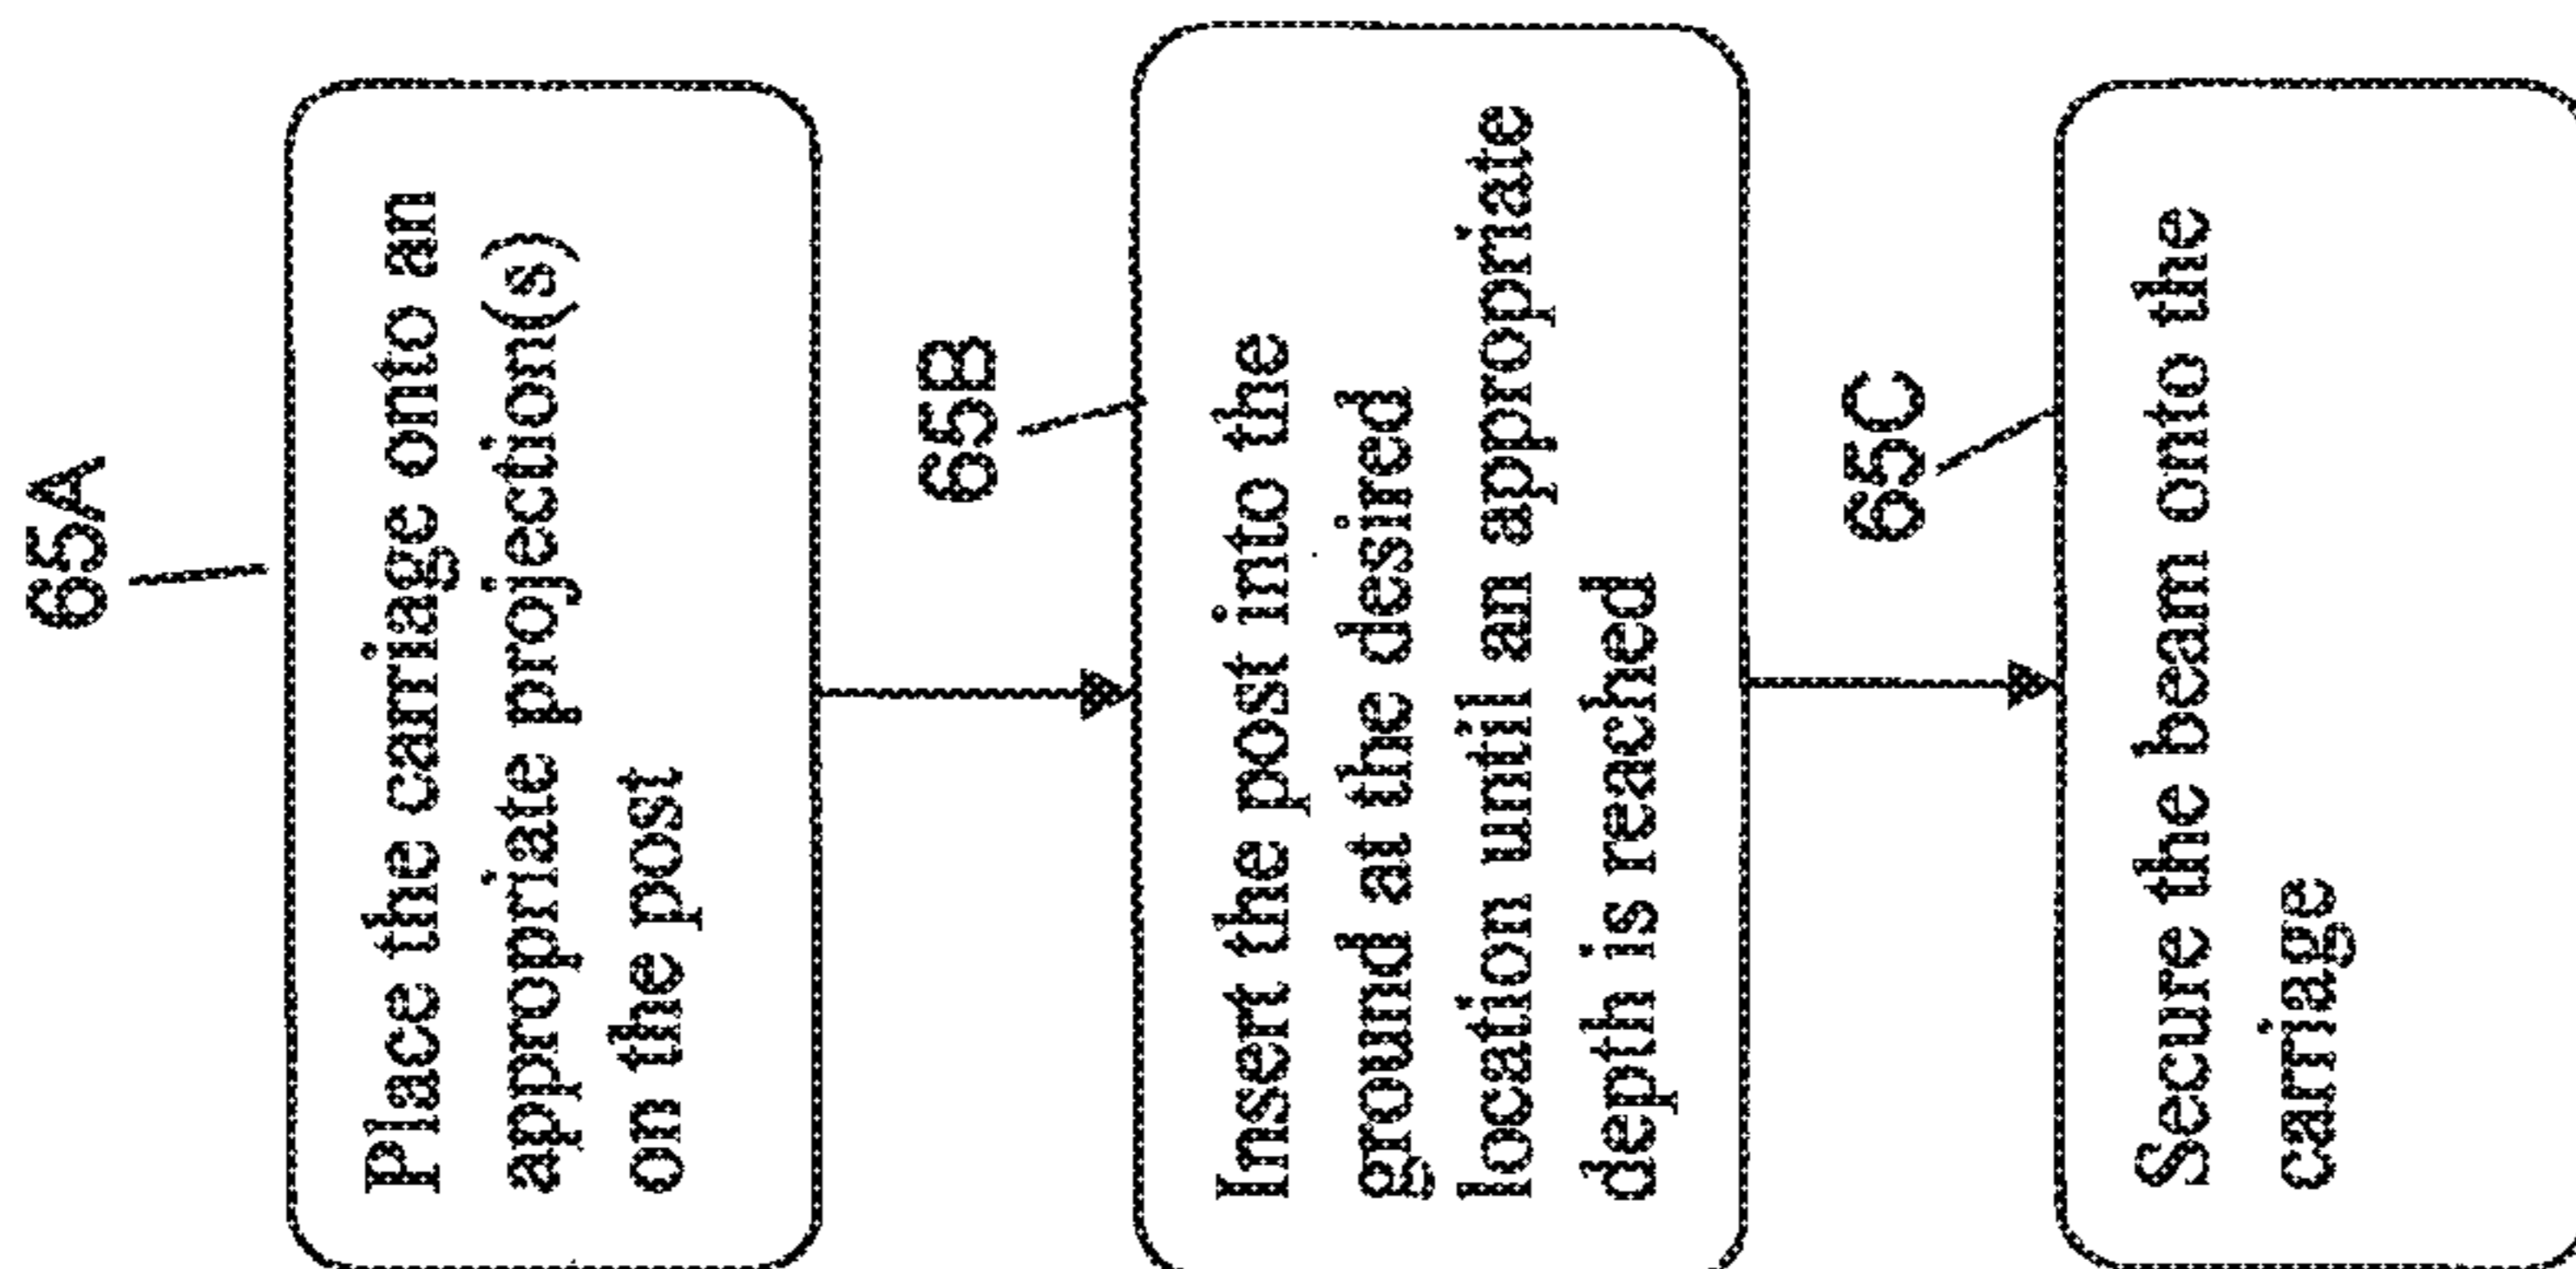 65A
Place the carriage onto an
appropriate projection(s)
on the post
65B
Insert the post into the
ground at the desired
location until an appropriate
depth is reached
65C
Secure the beam onto the
carriage